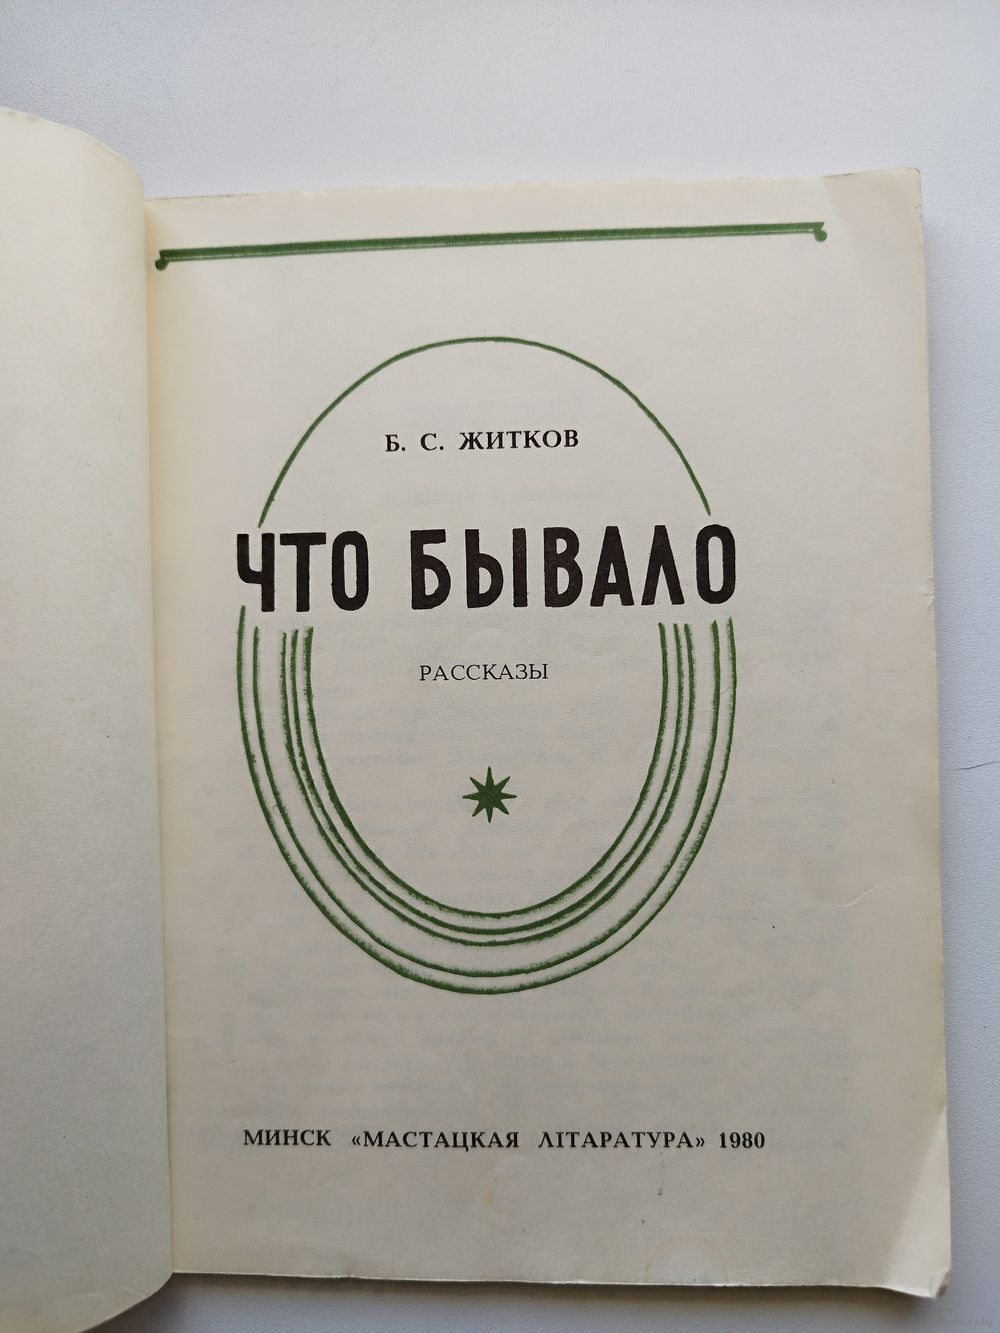 Б. С. ЖИТКОВ
ЧТО БЫВАЛО
РАССКАЗЫ
МИНСК «МАСТАЦКАЯ ЛІТАРАТУРА» 1980